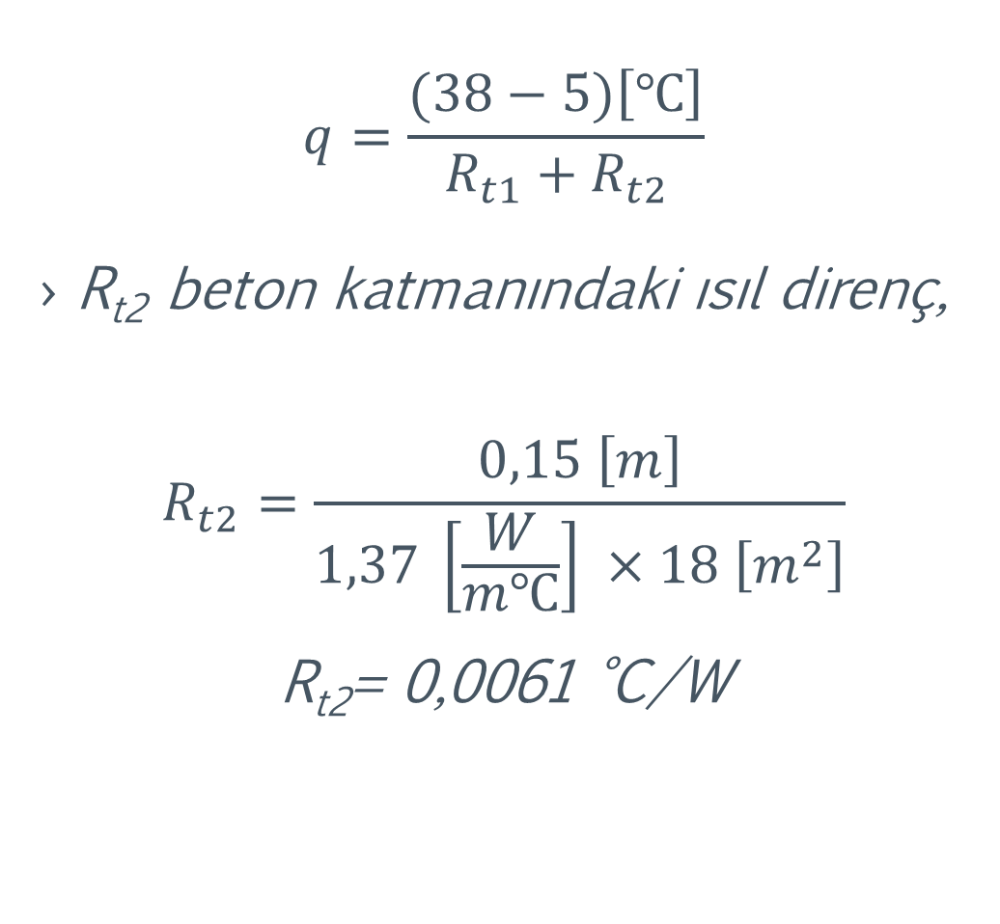 q = (38 − 5)[°C] / R_t1 + R_t2
› R_t2 beton katmanındaki ısıl direnç,
R_t2 = 0,15 [m] / 1,37 [W/m°C] × 18 [m²]
R_t2= 0,0061 °C/W